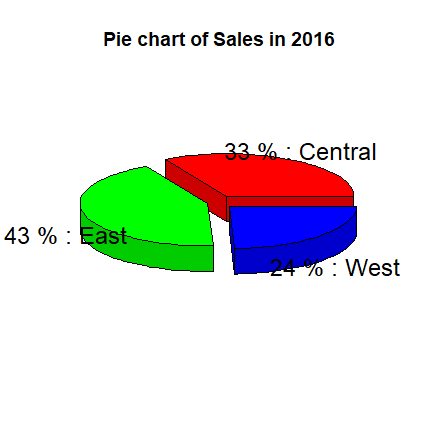 Pie chart of Sales in 2016
33 % : Central
43 % : East
24 % : West